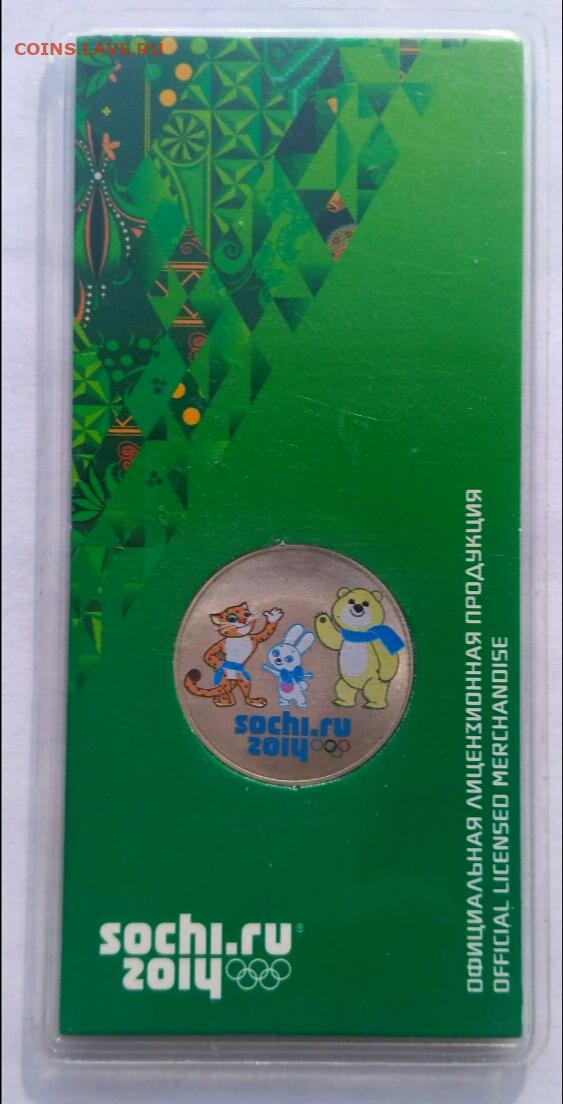 COINS.LAVE.RU
sochi.ru
2014
ОФИЦИАЛЬНАЯ ЛИЦЕНЗИОННАЯ ПРОДУКЦИЯ
OFFICIAL LICENSED MERCHANDISE
sochi.ru®
2014